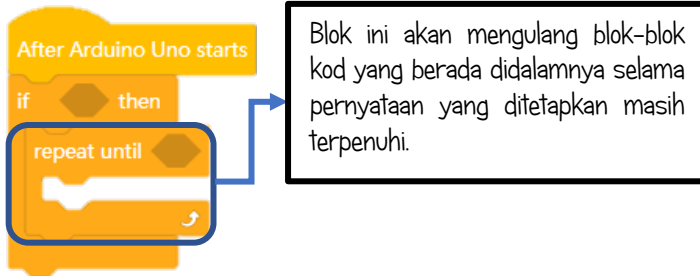 After Arduino Uno starts
if then
repeat until
Blok ini akan mengulang blok-blok
kod yang berada didalamnya selama
pernyataan yang ditetapkan masih
terpenuhi.